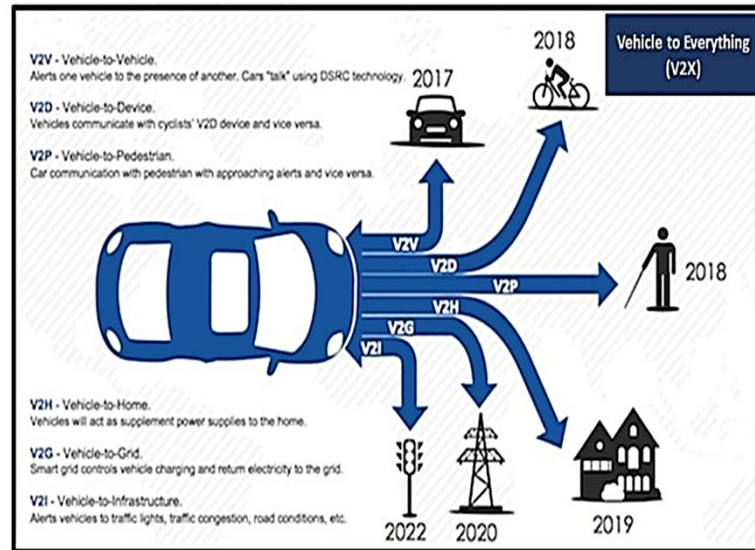 Vehicle to Everything
(V2X)
V2V - Vehicle-to-Vehicle.
Alerts one vehicle to the presence of another. Cars "talk" using DSRC technology.
V2D - Vehicle-to-Device.
Vehicles communicate with cyclists' V2D device and vice versa.
V2P - Vehicle-to-Pedestrian.
Car communication with pedestrian with approaching alerts and vice versa.
2017
2018
V2V
V2D
V2P
V2H
V2G
V2I
2018
V2H - Vehicle-to-Home.
Vehicles will act as supplement power supplies to the home.
V2G - Vehicle-to-Grid.
Smart grid controls vehicle charging and return electricity to the grid.
V2I - Vehicle-to-Infrastructure.
Alerts vehicles to traffic lights, traffic congestion, road conditions, etc.
2022
2020
2019